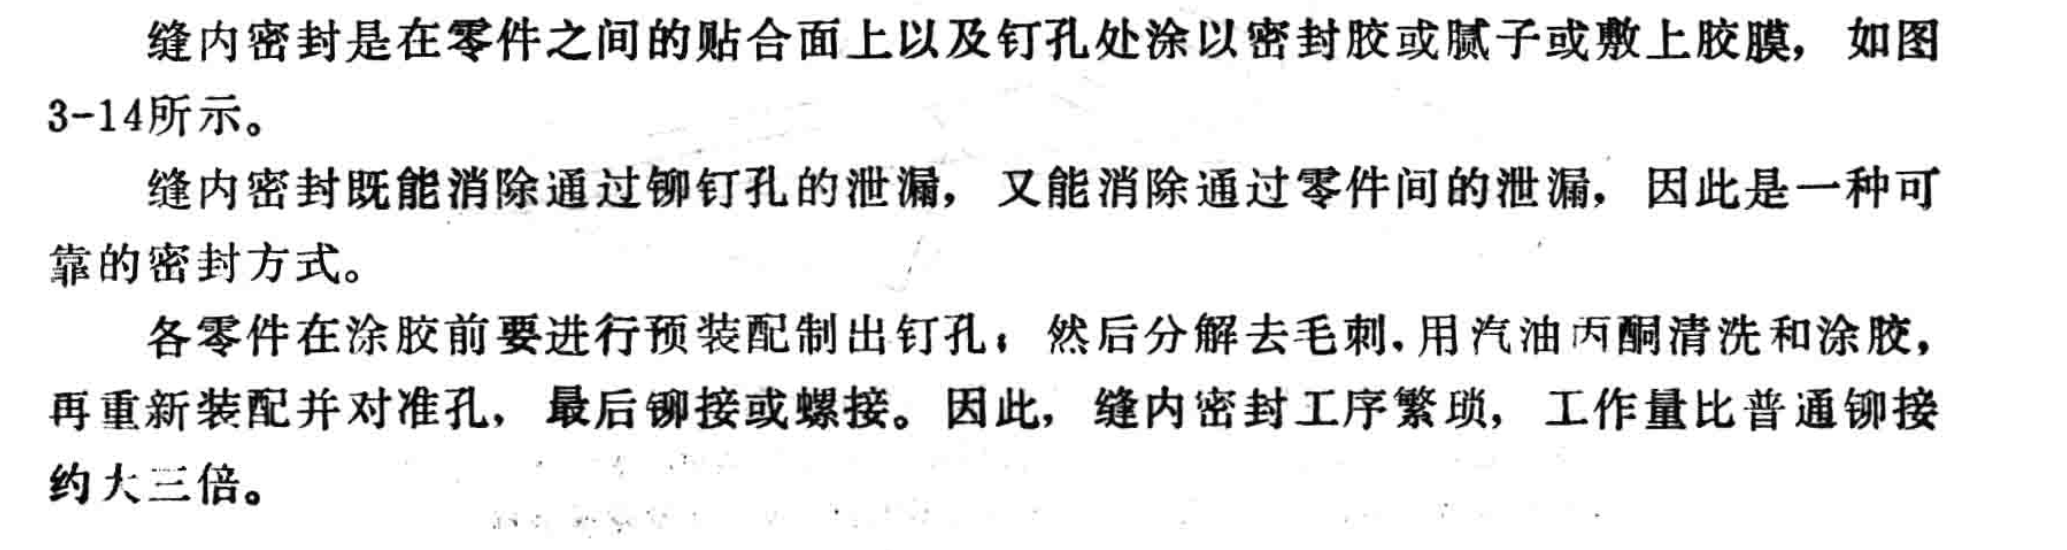 缝内密封是在零件之间的贴合面上以及钉孔处涂以密封胶或腻子或敷上胶膜，如图
3-14所示。
缝内密封既能消除通过铆钉孔的泄漏，又能消除通过零件间的泄漏，因此是一种可
靠的密封方式。
各零件在涂胶前要进行预装配制出钉孔；然后分解去毛刺，用汽油丙酮清洗和涂胶，
再重新装配并对准孔，最后铆接或螺接。因此，缝内密封工序繁琐，工作量比普通铆接
约大三倍。